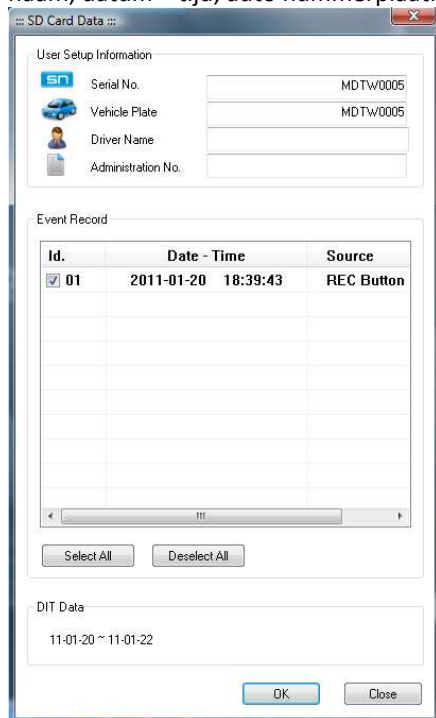 ::: SD Card Data :::
User Setup Information
Sn Serial No. MDTW0005
Vehicle Plate MDTW0005
Driver Name
Administration No.
Event Record
Id. Date - Time Source
01 2011-01-20 18:39:43 REC Button
Select All Deselect All
DIT Data
11-01-20 ~ 11-01-22
OK Close